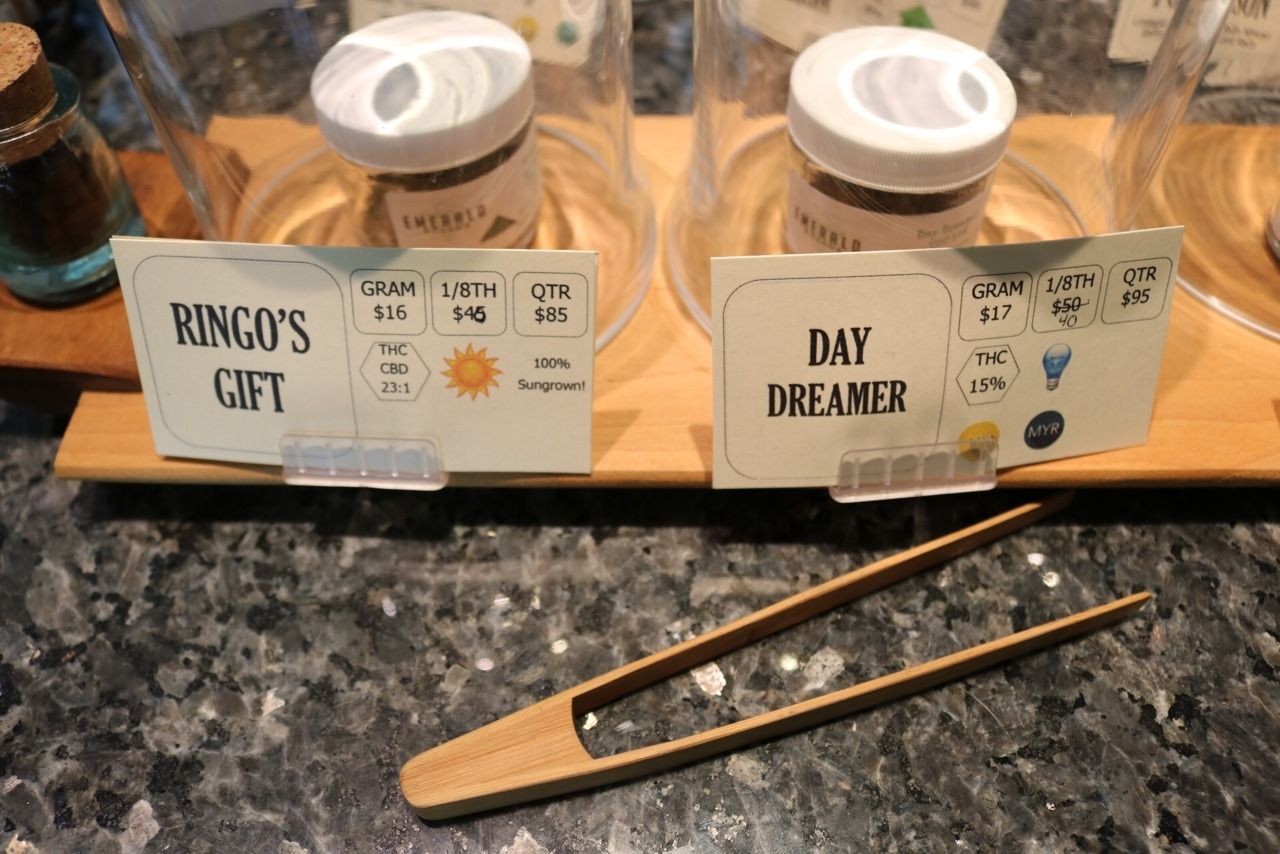 EMERALD
RINGO'S
GIFT
GRAM
$16
1/8TH
$45
QTR
$85
THC
CBD
23:1
100%
Sungrown!
EMERALD
DAY
DREAMER
GRAM
$17
1/8TH
$50
40
QTR
$95
THC
15%
MYR